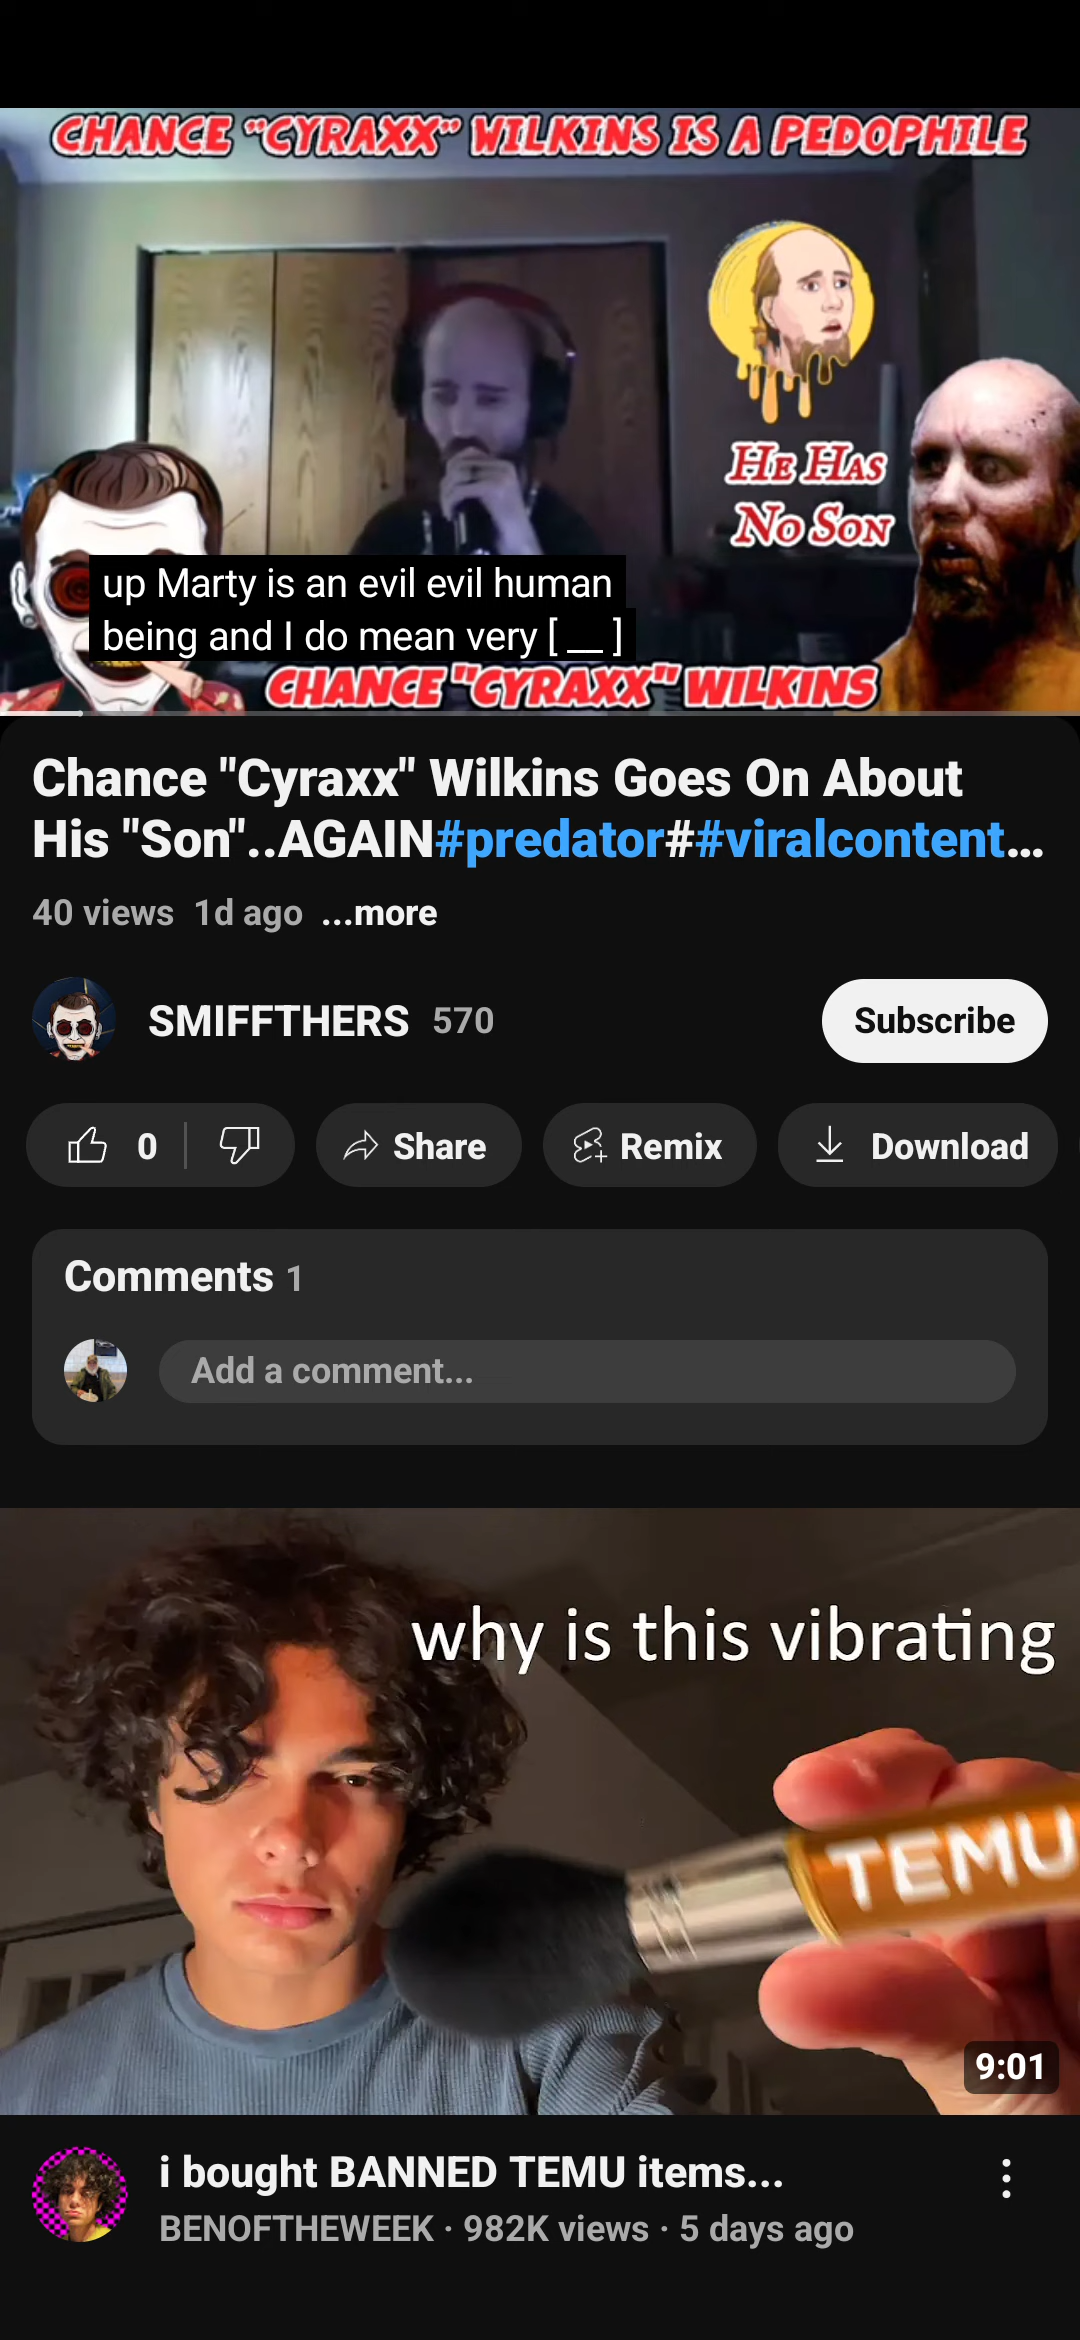 CHANCE "CYRAXX" WILKINS IS A PEDOPHILE
HE HAS
NO SON
up Marty is an evil evil human
being and I do mean very [ __ ]
CHANCE "CYRAXX" WILKINS
Chance "Cyraxx" Wilkins Goes On About
His "Son"..AGAIN#predator##viralcontent...
40 views 1d ago ...more
SMIFFTHERS 570
Subscribe
0
Share
Remix
Download
Comments 1
Add a comment...
why is this vibrating
TEMU
9:01
i bought BANNED TEMU items...
BENOFTHEWEEK · 982K views · 5 days ago